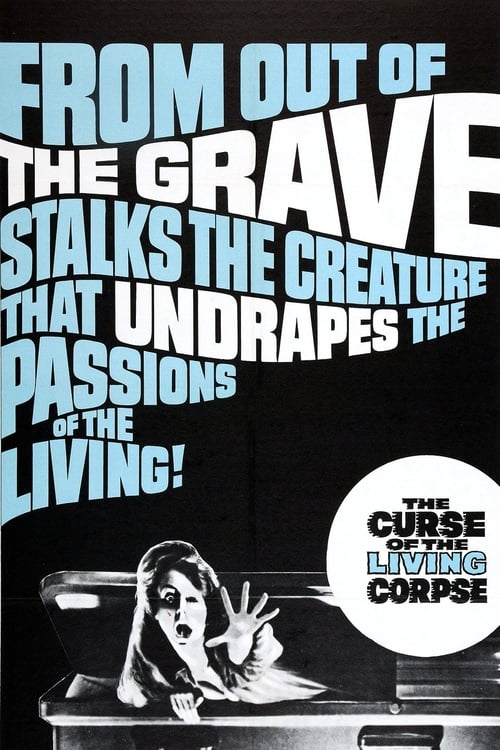 FROM OUT OF
THE GRAVE
STALKS THE CREATURE
THAT UNDRAPES THE
PASSIONS
OF THE
LIVING!
THE
CURSE
OF THE
LIVING
CORPSE